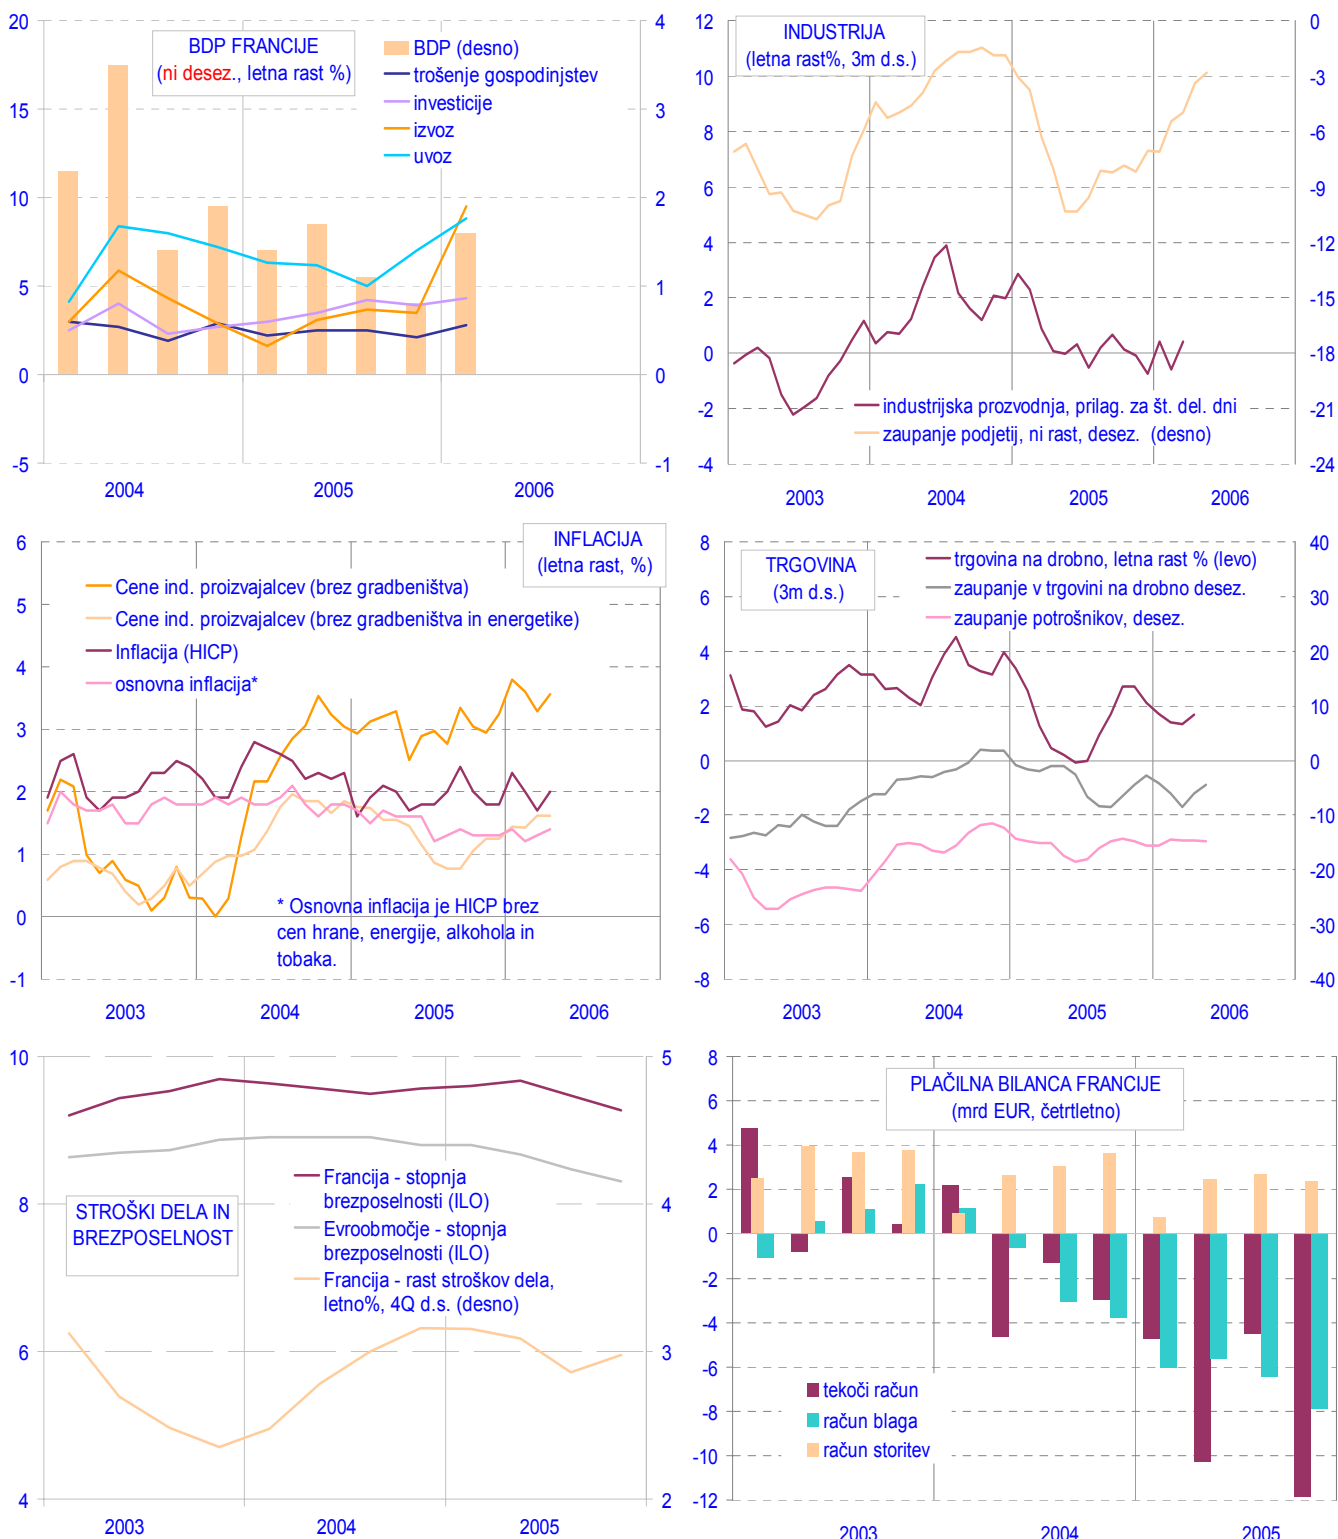 BDP FRANCIJE
(ni desez., letna rast %)
BDP (desno)
trošenje gospodinjstev
investicije
izvoz
uvoz
20
15
10
5
0
-5
4
3
2
1
0
-1
2004
2005
2006
INDUSTRIJA
(letna rast%, 3m d.s.)
12
10
8
6
4
2
0
-2
-4
0
-3
-6
-9
-12
-15
-18
-21
-24
industrijska prozvodnja, prilag. za št. del. dni
zaupanje podjetij, ni rast, desez. (desno)
2003
2004
2005
2006
INFLACIJA
(letna rast, %)
6
5
4
3
2
1
0
-1
Cene ind. proizvajalcev (brez gradbeništva)
Cene ind. proizvajalcev (brez gradbeništva in energetike)
Inflacija (HICP)
osnovna inflacija*
* Osnovna inflacija je HICP brez
cen hrane, energije, alkohola in
tobaka.
2003
2004
2005
2006
TRGOVINA
(3m d.s.)
trgovina na drobno, letna rast % (levo)
zaupanje v trgovini na drobno desez.
zaupanje potrošnikov, desez.
8
6
4
2
0
-2
-4
-6
-8
40
30
20
10
0
-10
-20
-30
-40
2003
2004
2005
2006
10
8
6
4
5
4
3
2
STROŠKI DELA IN
BREZPOSELNOST
Francija - stopnja
brezposelnosti (ILO)
Evroobmočje - stopnja
brezposelnosti (ILO)
Francija - rast stroškov dela,
letno%, 4Q d.s. (desno)
2003
2004
2005
PLAČILNA BILANCA FRANCIJE
(mrd EUR, četrtletno)
8
6
4
2
0
-2
-4
-6
-8
-10
-12
tekoči račun
račun blaga
račun storitev
2003
2004
2005